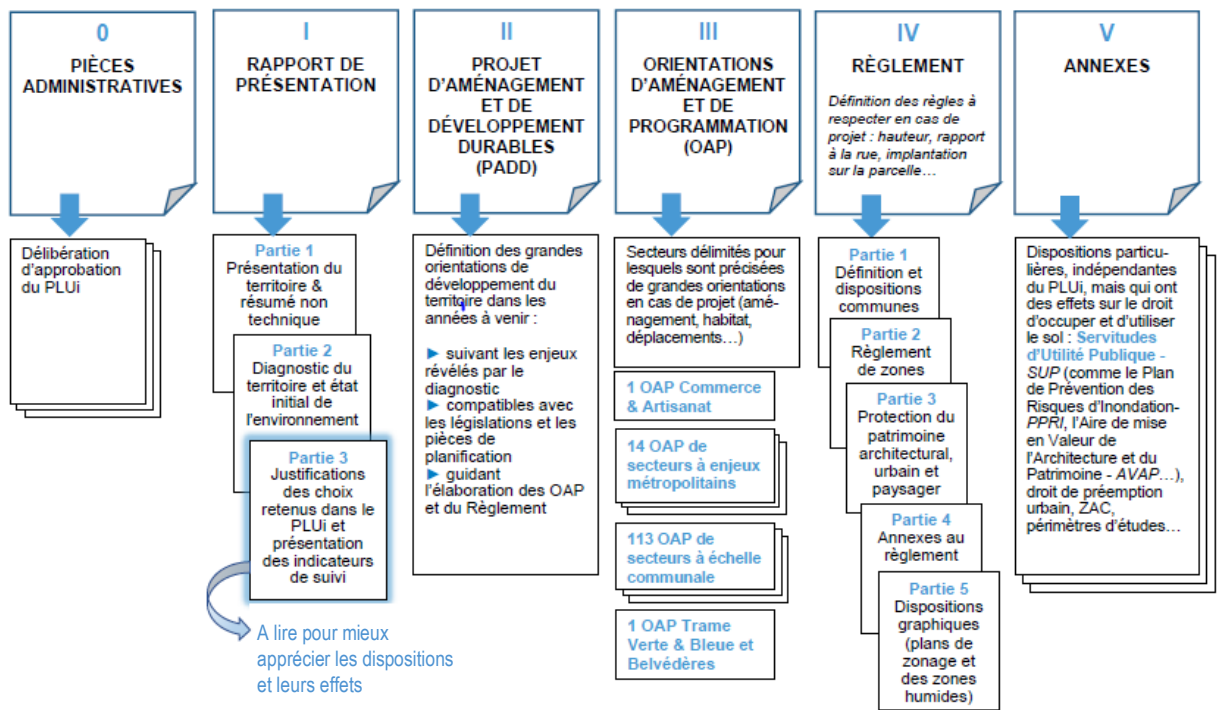 0
PIÈCES
ADMINISTRATIVES
Délibération
d'approbation
du PLUi
I
RAPPORT DE
PRÉSENTATION
Partie 1
Présentation du
territoire &
résumé non
technique
Partie 2
Diagnostic du
territoire et état
initial de
l'environnement
Partie 3
Justifications
des choix
retenus dans le
PLUi et
présentation
des indicateurs
de suivi
A lire pour mieux
apprécier les dispositions
et leurs effets
II
PROJET
D'AMÉNAGEMENT
ET DE
DÉVELOPPEMENT
DURABLES
(PADD)
Définition des grandes
orientations de
développement du
territoire dans les
années à venir :
► suivant les enjeux
révélés par le
diagnostic
► compatibles avec
les législations et les
pièces de
planification
► guidant
l'élaboration des OAP
et du Règlement
III
ORIENTATIONS
D'AMÉNAGEMENT
ET DE
PROGRAMMATION
(OAP)
Secteurs délimités pour
lesquels sont précisées
de grandes orientations
en cas de projet (amé-
nagement, habitat,
déplacements…)
1 OAP Commerce
& Artisanat
14 OAP de
secteurs à enjeux
métropolitains
113 OAP de
secteurs à échelle
communale
1 OAP Trame
Verte & Bleue et
Belvédères
IV
RÈGLEMENT
Définition des règles à
respecter en cas de
projet : hauteur, rapport
à la rue, implantation
sur la parcelle…
Partie 1
Définition et
dispositions
communes
Partie 2
Règlement
de zones
Partie 3
Protection du
patrimoine
architectural,
urbain et
paysager
Partie 4
Annexes au
règlement
Partie 5
Dispositions
graphiques
(plans de
zonage et
des zones
humides)
V
ANNEXES
Dispositions particu-
lières, indépendantes
du PLUi, mais qui ont
des effets sur le droit
d'occuper et d'utiliser
le sol : Servitudes
d'Utilité Publique -
SUP (comme le Plan
de Prévention des
Risques d'Inondation-
PPRI, l'Aire de mise
en Valeur de
l'Architecture et du
Patrimoine - AVAP…),
droit de préemption
urbain, ZAC,
périmètres d'études…